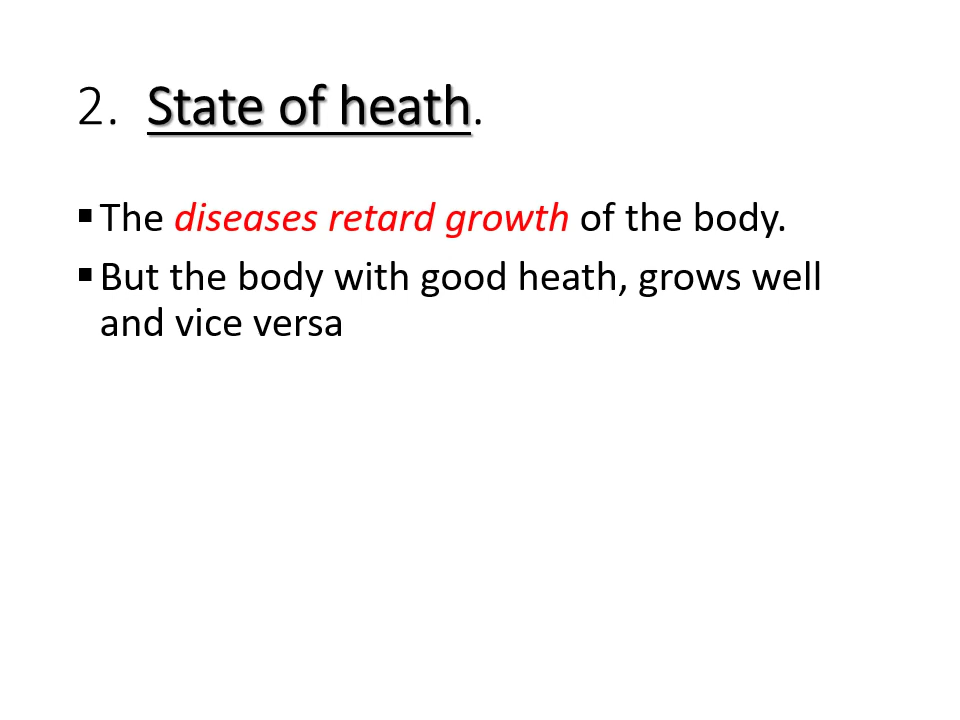 2. State of heath.
▪The diseases retard growth of the body.
▪But the body with good heath, grows well
and vice versa